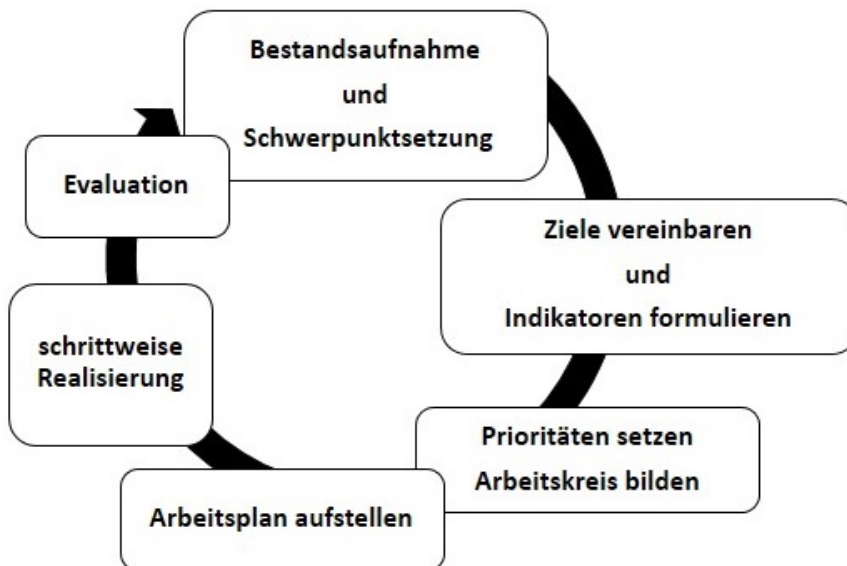 Bestandsaufnahme
und
Schwerpunktsetzung
Ziele vereinbaren
und
Indikatoren formulieren
Prioritäten setzen
Arbeitskreis bilden
Arbeitsplan aufstellen
schrittweise
Realisierung
Evaluation